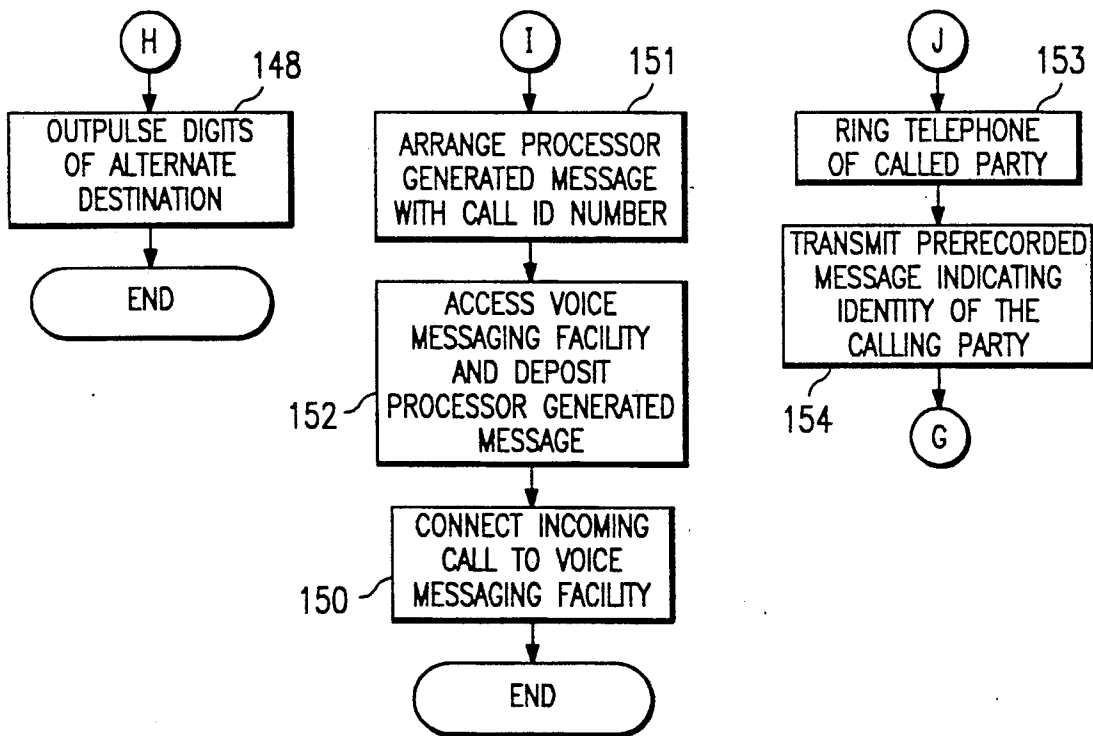 H
148
OUTPULSE DIGITS
OF ALTERNATE
DESTINATION
END
I
151
ARRANGE PROCESSOR
GENERATED MESSAGE
WITH CALL ID NUMBER
ACCESS VOICE
MESSAGING FACILITY
AND DEPOSIT
PROCESSOR GENERATED
MESSAGE
152
CONNECT INCOMING
CALL TO VOICE
MESSAGING FACILITY
150
END
J
153
RING TELEPHONE
OF CALLED PARTY
TRANSMIT PRERECORDED
MESSAGE INDICATING
IDENTITY OF THE
CALLING PARTY
154
G